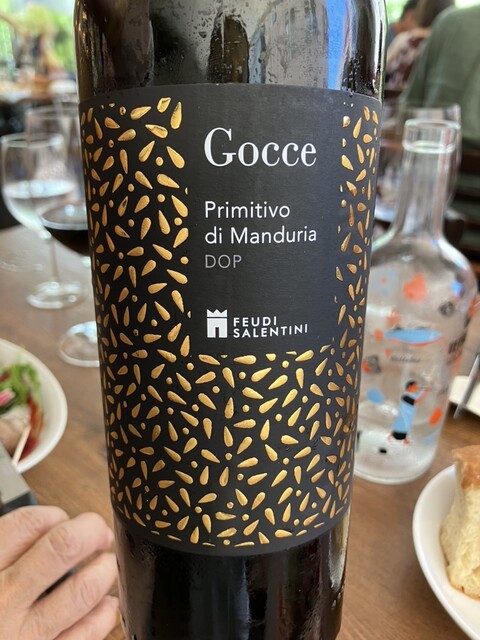 Gocce
Primitivo
di Manduria
DOP
FEUDI
SALENTINI